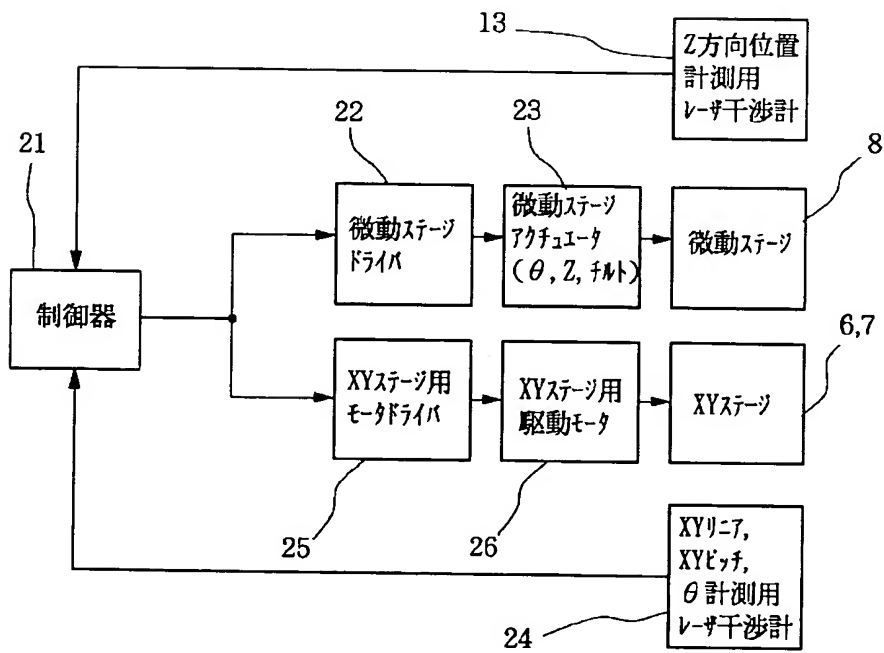 13
Z方向位置
計測用
レーザ干渉計
22
23
8
21
微動ステージ
ドライバ
微動ステージ
アクチュエータ
(θ, Z, チルト)
微動ステージ
制御器
6,7
XYステージ用
モータドライバ
XYステージ用
駆動モータ
XYステージ
25
26
XYリニア,
XYピッチ,
θ計測用
レーザ干渉計
24